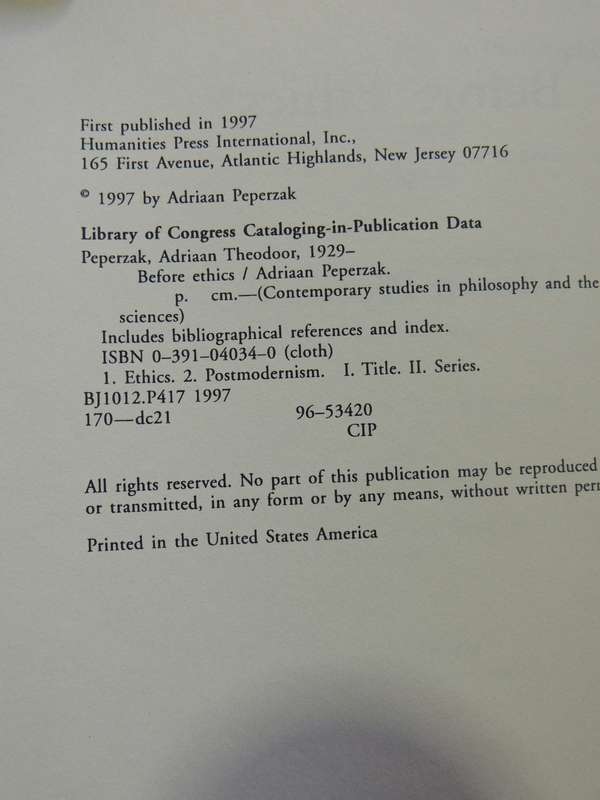 First published in 1997
Humanities Press International, Inc.,
165 First Avenue, Atlantic Highlands, New Jersey 07716
© 1997 by Adriaan Peperzak
Library of Congress Cataloging-in-Publication Data
Peperzak, Adriaan Theodoor, 1929–
Before ethics / Adriaan Peperzak.
p. cm.—(Contemporary studies in philosophy and the
sciences)
Includes bibliographical references and index.
ISBN 0–391–04034–0 (cloth)
1. Ethics. 2. Postmodernism. I. Title. II. Series.
BJ1012.P417 1997
170—dc21 96–53420
CIP
All rights reserved. No part of this publication may be reproduced
or transmitted, in any form or by any means, without written
Printed in the United States America